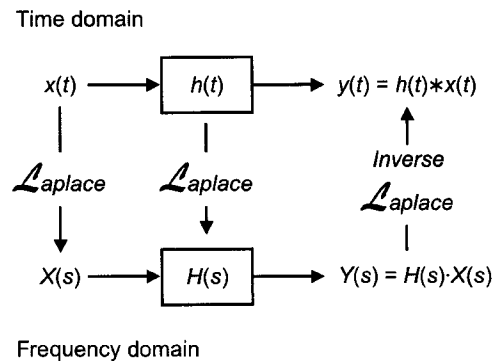 Time domain
x(t) h(t) y(t) = h(t)∗x(t)
Inverse
ℒaplace ℒaplace ℒaplace
X(s) H(s) Y(s) = H(s)·X(s)
Frequency domain